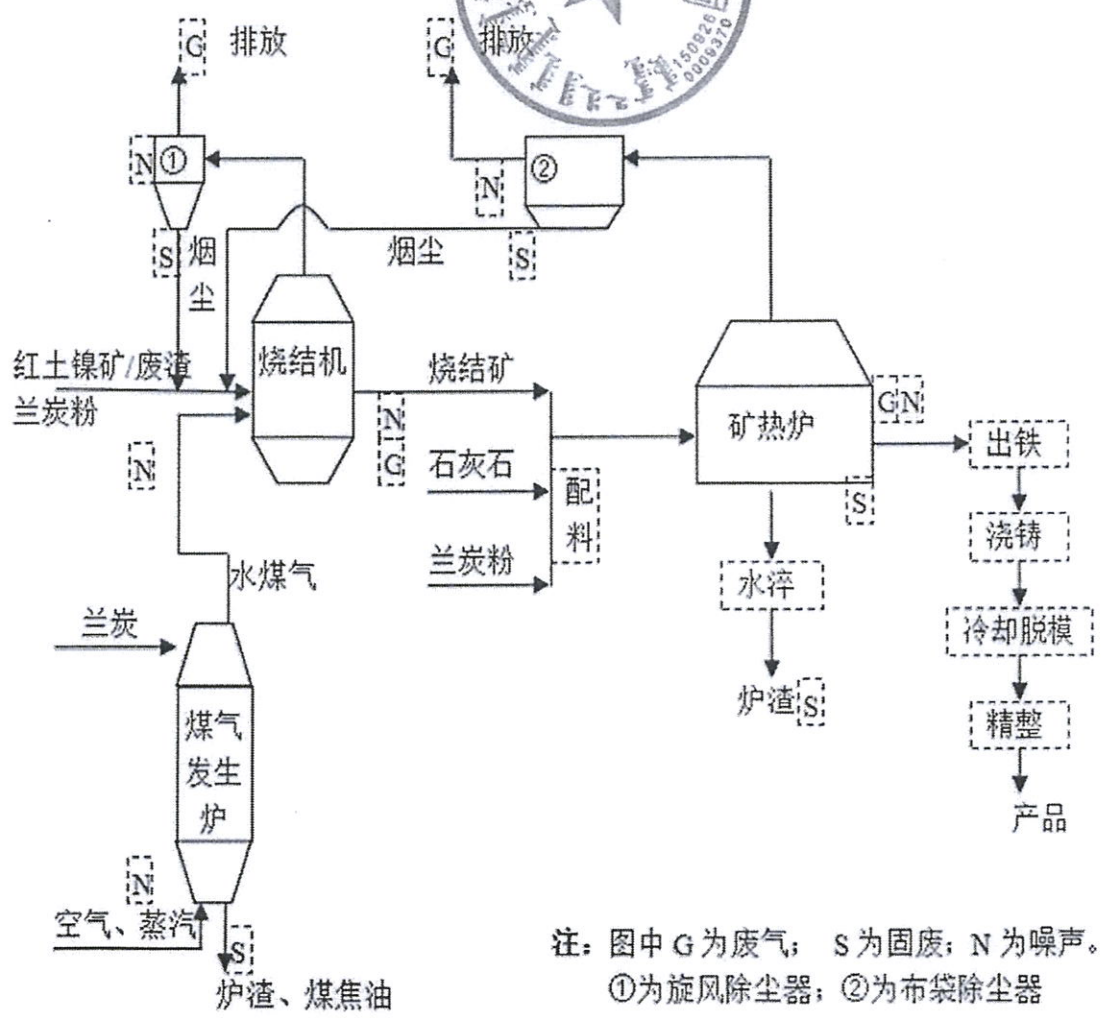 G 排放
G 排放
150926
0009370
N ①
N ②
S 烟尘
烟尘 S
红土镍矿/废渣
兰炭粉
烧结机
烧结矿
N
G
N
石灰石
兰炭粉
配料
矿热炉
G N
S
出铁
浇铸
冷却脱模
精整
产品
水淬
炉渣 S
水煤气
兰炭
煤气发生炉
N
空气、蒸汽
S
炉渣、煤焦油
注：图中 G 为废气； S 为固废；N 为噪声。
①为旋风除尘器；②为布袋除尘器